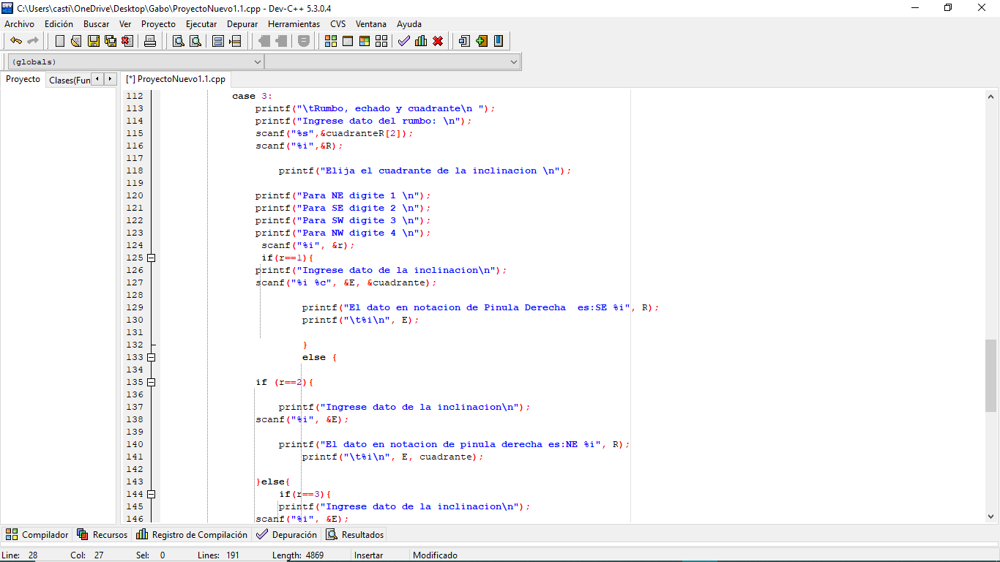 C:\Users\casti\OneDrive\Desktop\Gabo\ProyectoNuevo1.1.cpp - Dev-C++ 5.3.0.4
Archivo Edición Buscar Ver Proyecto Ejecutar Depurar Herramientas CVS Ventana Ayuda
(globals)
Proyecto Clases(Fun [*] ProyectoNuevo1.1.cpp
112 case 3:
113 printf("\tRumbo, echado y cuadrante\n ");
114 printf("Ingrese dato del rumbo: \n");
115 scanf("%s",&cuadranteR[2]);
116 scanf("%i",&R);
117
118 printf("Elija el cuadrante de la inclinacion \n");
119
120 printf("Para NE digite 1 \n");
121 printf("Para SE digite 2 \n");
122 printf("Para SW digite 3 \n");
123 printf("Para NW digite 4 \n");
124 scanf("%i", &r);
125 if(r==1){
126 printf("Ingrese dato de la inclinacion\n");
127 scanf("%i %c", &E, &cuadrante);
128
129 printf("El dato en notacion de Pinula Derecha  es:SE %i", R);
130 printf("\t%i\n", E);
131
132 }
133 else {
134
135 if (r==2){
136
137 printf("Ingrese dato de la inclinacion\n");
138 scanf("%i", &E);
139
140 printf("El dato en notacion de pinula derecha es:NE %i", R);
141 printf("\t%i\n", E, cuadrante);
142
143 }else{
144 if(r==3){
145 printf("Ingrese dato de la inclinacion\n");
146 scanf("%i", &E);
Compilador Recursos Registro de Compilación Depuración Resultados
Line: 28 Col: 27 Sel: 0 Lines: 191 Length: 4869 Insertar Modificado